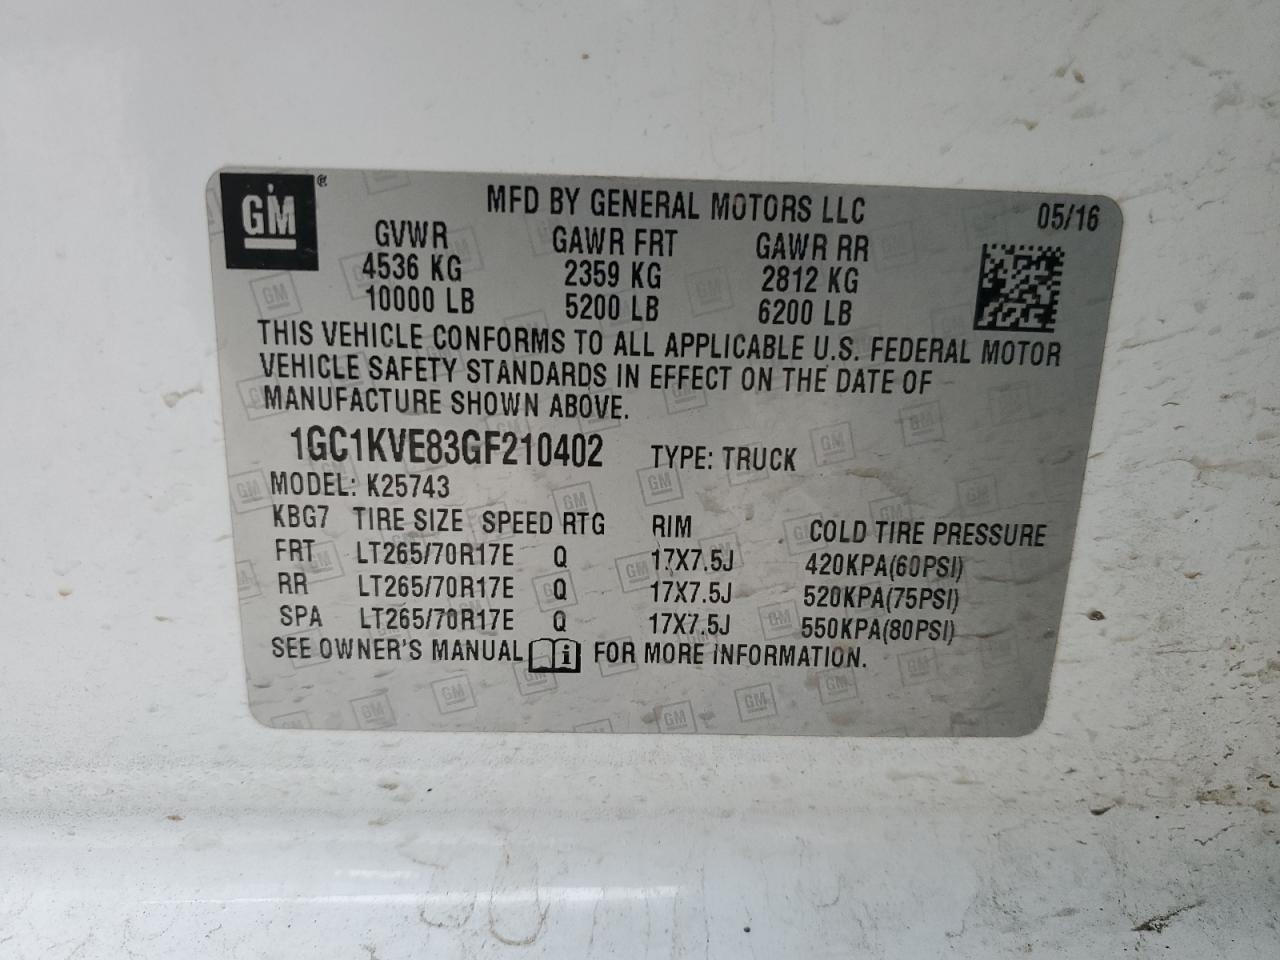 GM® MFD BY GENERAL MOTORS LLC 05/16
GVWR GAWR FRT GAWR RR
4536 KG 2359 KG 2812 KG
10000 LB 5200 LB 6200 LB
THIS VEHICLE CONFORMS TO ALL APPLICABLE U.S. FEDERAL MOTOR
VEHICLE SAFETY STANDARDS IN EFFECT ON THE DATE OF
MANUFACTURE SHOWN ABOVE.
1GC1KVE83GF210402 TYPE: TRUCK
MODEL: K25743
KBG7 TIRE SIZE SPEED RTG RIM COLD TIRE PRESSURE
FRT LT265/70R17E Q 17X7.5J 420KPA(60PSI)
RR LT265/70R17E Q 17X7.5J 520KPA(75PSI)
SPA LT265/70R17E Q 17X7.5J 550KPA(80PSI)
SEE OWNER'S MANUAL i FOR MORE INFORMATION.